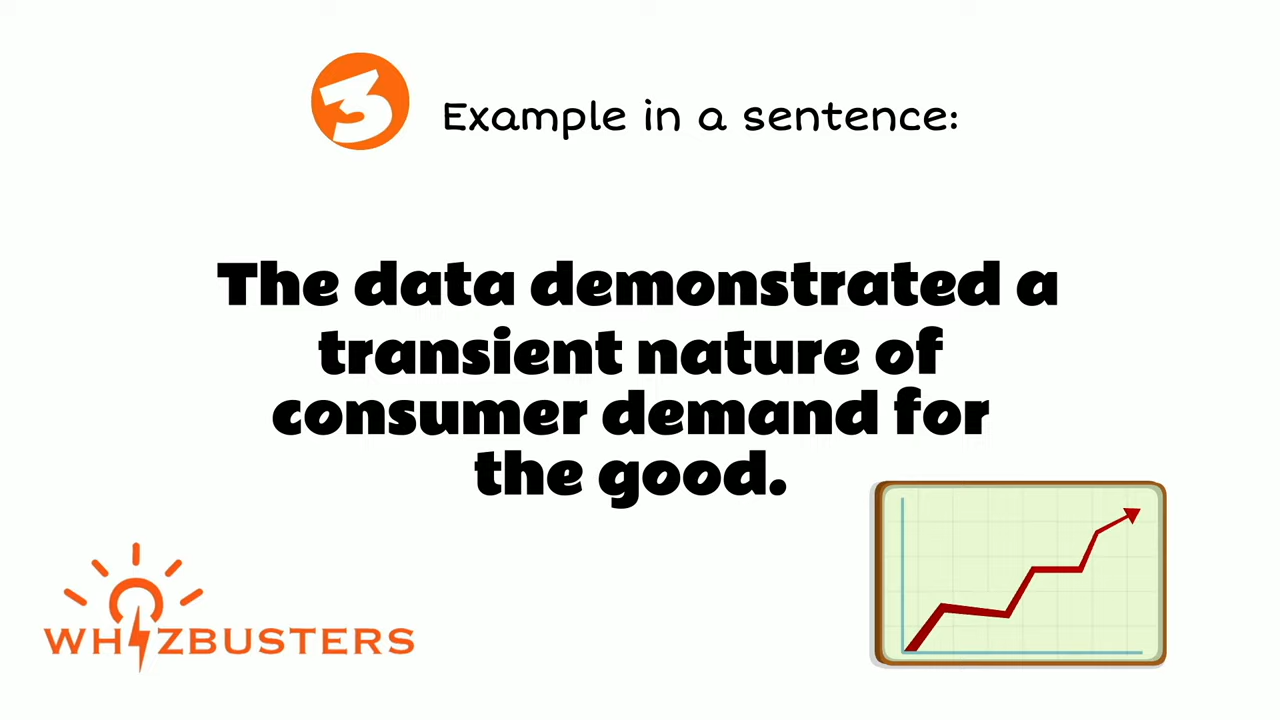 3 Example in a sentence:
The data demonstrated a
transient nature of
consumer demand for
the good.
WHIZBUSTERS